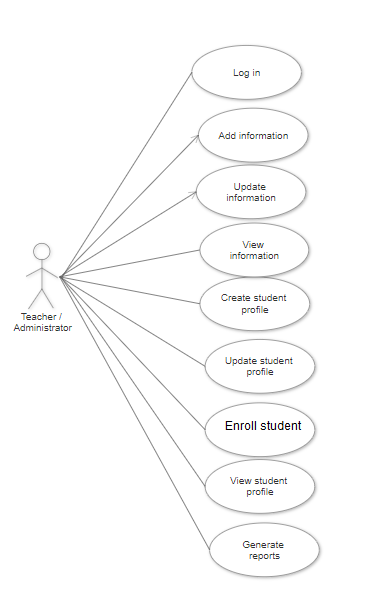 Log in
Add information
Update
information
View
information
Teacher /
Administrator
Create student
profile
Update student
profile
Enroll student
View student
profile
Generate
reports